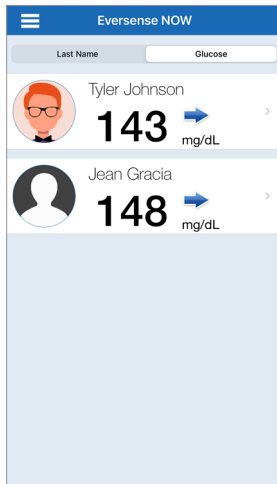 Eversense NOW
Last Name Glucose
Tyler Johnson
143
mg/dL
Jean Gracia
148
mg/dL